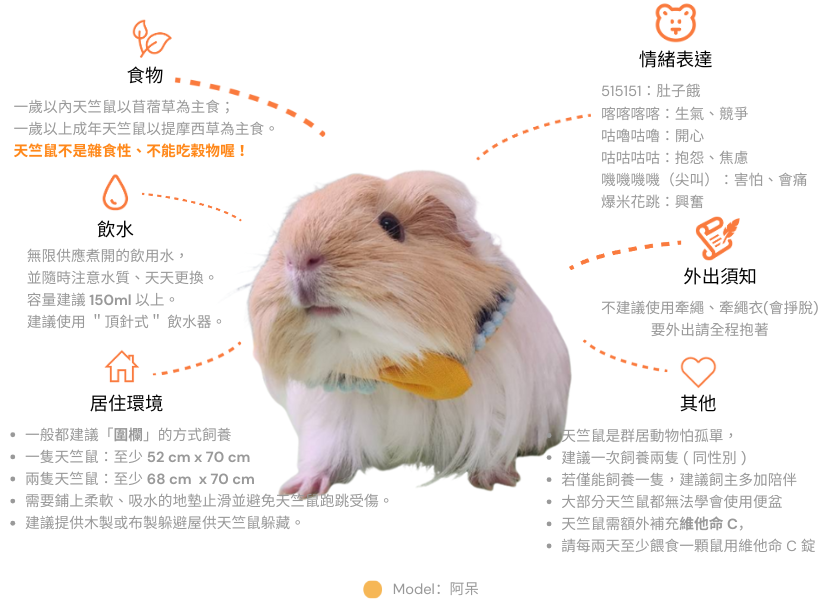 食物
一歲以內天竺鼠以苜蓿草為主食；
一歲以上成年天竺鼠以提摩西草為主食。
天竺鼠不是雜食性、不能吃穀物喔！
飲水
無限供應煮開的飲用水，
並隨時注意水質、天天更換。
容量建議 150ml 以上。
建議使用 ＂頂針式＂ 飲水器。
居住環境
• 一般都建議「圍欄」的方式飼養
• 一隻天竺鼠：至少 52 cm x 70 cm
• 兩隻天竺鼠：至少 68 cm x 70 cm
• 需要鋪上柔軟、吸水的地墊止滑並避免天竺鼠跑跳受傷。
• 建議提供木製或布製躲避屋供天竺鼠躲藏。
情緒表達
515151：肚子餓
喀喀喀喀：生氣、競爭
咕嚕咕嚕：開心
咕咕咕咕：抱怨、焦慮
嘰嘰嘰嘰（尖叫）：害怕、會痛
爆米花跳：興奮
外出須知
不建議使用牽繩、牽繩衣(會掙脫)
要外出請全程抱著
其他
天竺鼠是群居動物怕孤單，
• 建議一次飼養兩隻 ( 同性別 )
• 若僅能飼養一隻，建議飼主多加陪伴
• 大部分天竺鼠都無法學會使用便盆
• 天竺鼠需額外補充維他命 C，
• 請每兩天至少餵食一顆鼠用維他命 C 錠
Model：阿呆